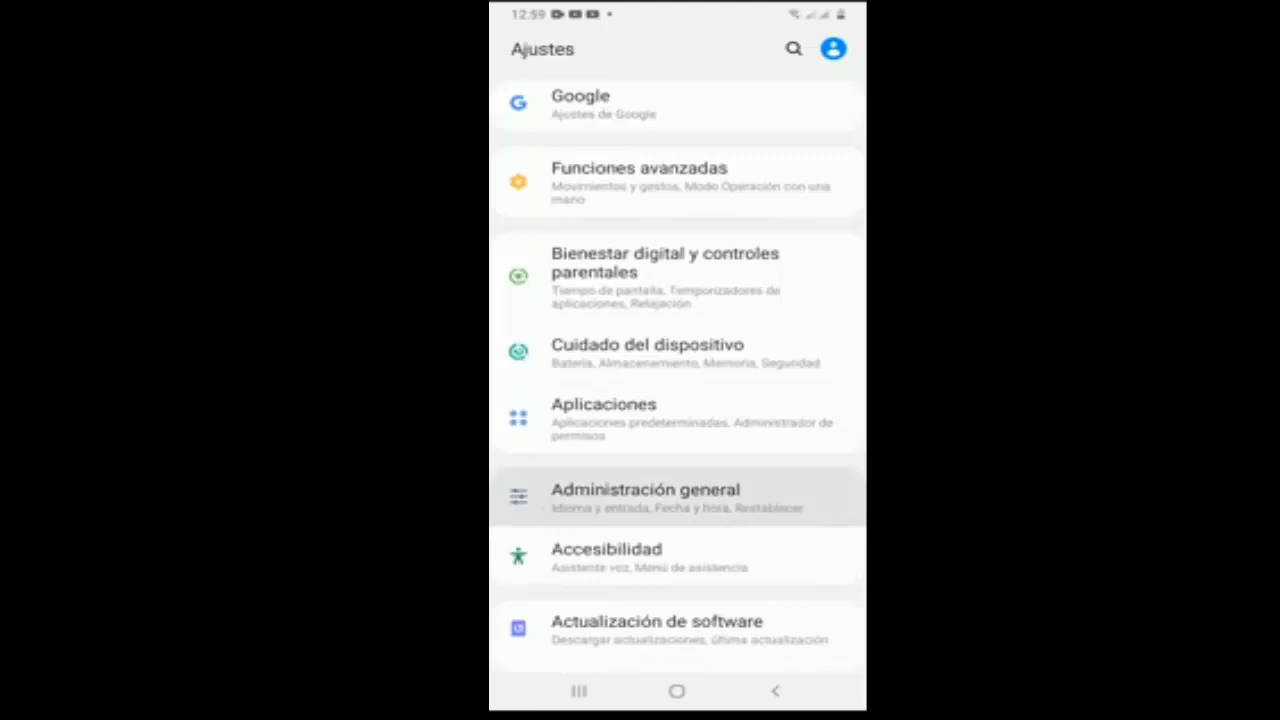 12:59
Ajustes
Google
Ajustes de Google
Funciones avanzadas
Movimientos y gestos, Modo Operación con una
mano
Bienestar digital y controles
parentales
Tiempo de pantalla, Temporizadores de
aplicaciones, Relajación
Cuidado del dispositivo
Batería, Almacenamiento, Memoria, Seguridad
Aplicaciones
Aplicaciones predeterminadas, Administrador de
permisos
Administración general
Idioma y entrada, Fecha y hora, Restablecer
Accesibilidad
Asistente voz, Menú de asistencia
Actualización de software
Descargar actualizaciones, última actualización